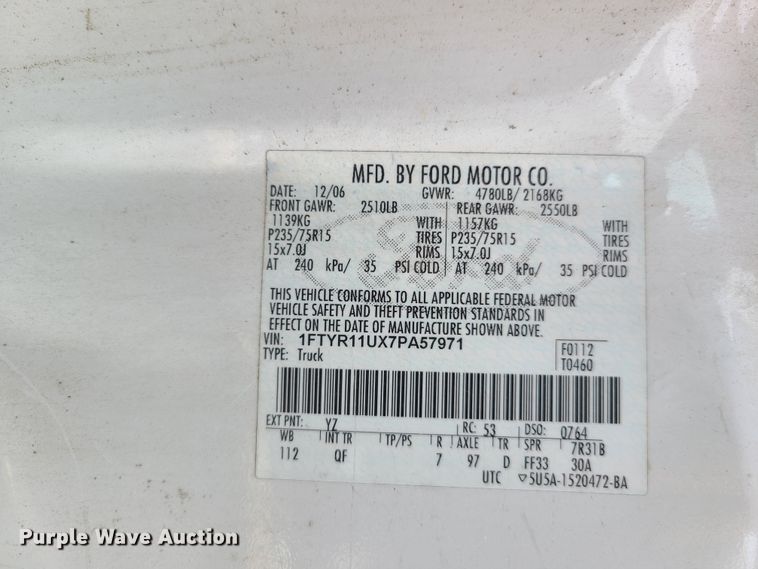 MFD. BY FORD MOTOR CO.
DATE: 12/06 GVWR: 4780LB/ 2168KG
FRONT GAWR: 2510LB REAR GAWR: 2550LB
1139KG WITH 1157KG WITH
P235/75R15 TIRES P235/75R15 TIRES
15x7.0J RIMS 15x7.0J RIMS
AT 240 kPa/ 35 PSI COLD AT 240 kPa/ 35 PSI COLD
Ford
THIS VEHICLE CONFORMS TO ALL APPLICABLE FEDERAL MOTOR
VEHICLE SAFETY AND THEFT PREVENTION STANDARDS IN
EFFECT ON THE DATE OF MANUFACTURE SHOWN ABOVE.
VIN: 1FTYR11UX7PA57971 F0112
TYPE: Truck T0460
EXT PNT: YZ RC: 53 DSO: 0764
WB INT TR TP/PS R AXLE TR SPR 7R31B
112 QF 7 97 D FF33 30A
UTC ▽5U5A-1520472-BA
Purple Wave Auction